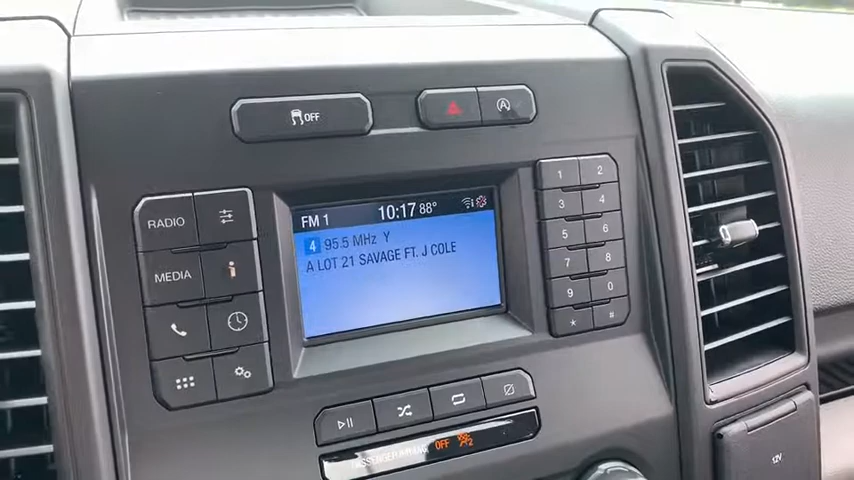 OFF
RADIO
MEDIA
i
FM 1 10:17 88°
4 95.5 MHz Y
A LOT 21 SAVAGE FT. J COLE
1 2
3 4
5 6
7 8
9 0
* #
PASSENGER AIRBAG OFF
12V